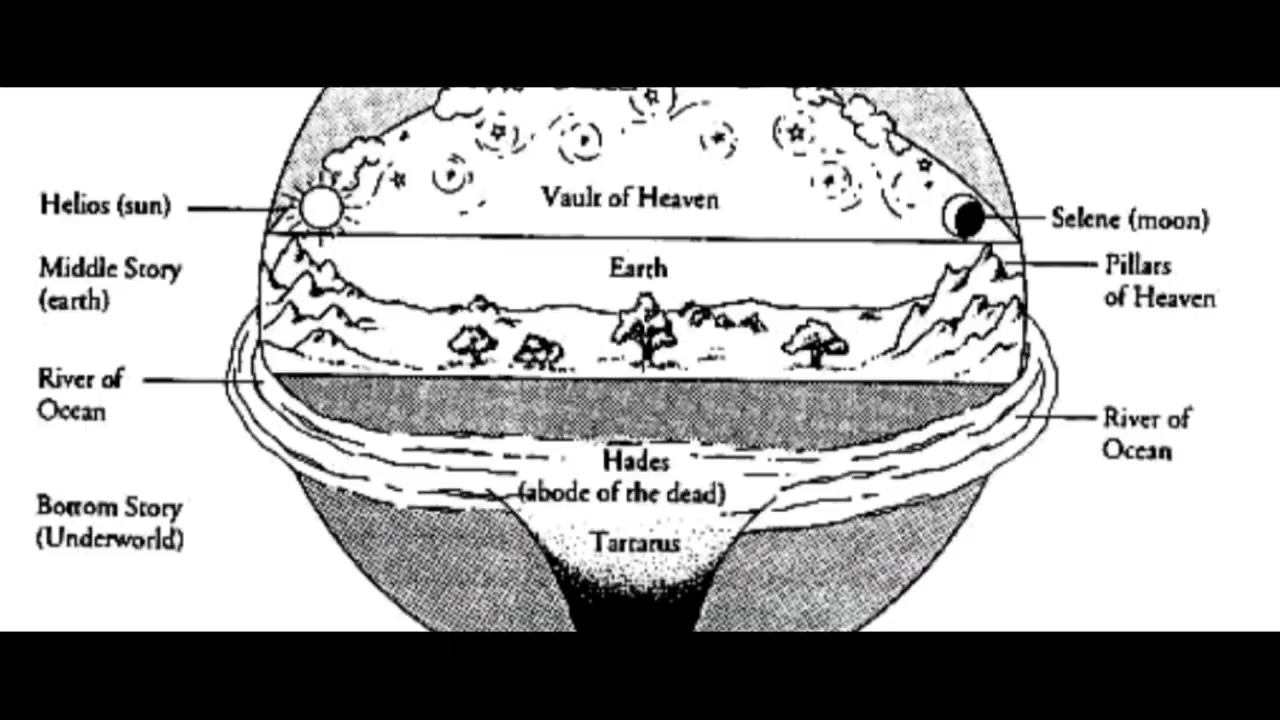 Helios (sun)
Vault of Heaven
Selene (moon)
Middle Story
(earth)
Earth
Pillars
of Heaven
River of
Ocean
River of
Ocean
Hades
(abode of the dead)
Bottom Story
(Underworld)
Tartarus